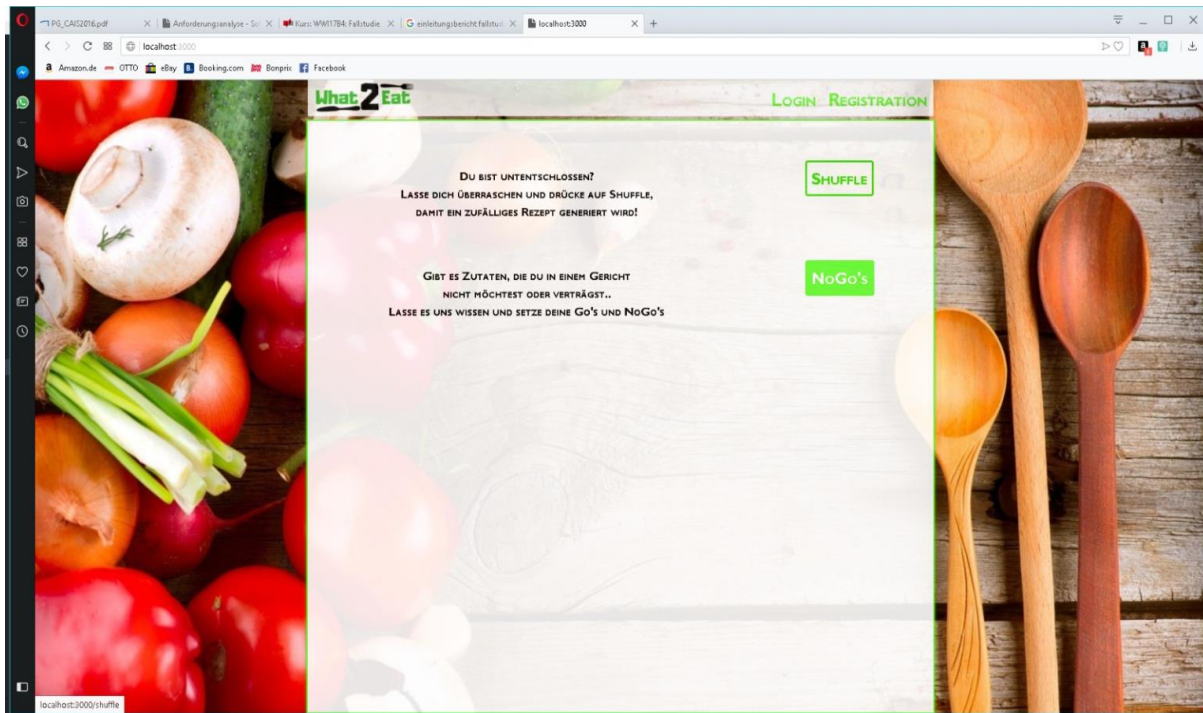 PG_CAIS2016.pdf
Anforderungsanalyse - So
Kurs: WWI17B4: Fallstudie
einleitungsbericht fallstud
localhost:3000
localhost:3000
Amazon.de
OTTO
eBay
Booking.com
Bonprix
Facebook
What2Eat
Login Registration
Du bist untentschlossen?
Lasse dich überraschen und drücke auf Shuffle,
damit ein zufälliges Rezept generiert wird!
Shuffle
Gibt es Zutaten, die du in einem Gericht
nicht möchtest oder verträgst..
Lasse es uns wissen und setze deine Go's und NoGo's
NoGo's
localhost:3000/shuffle